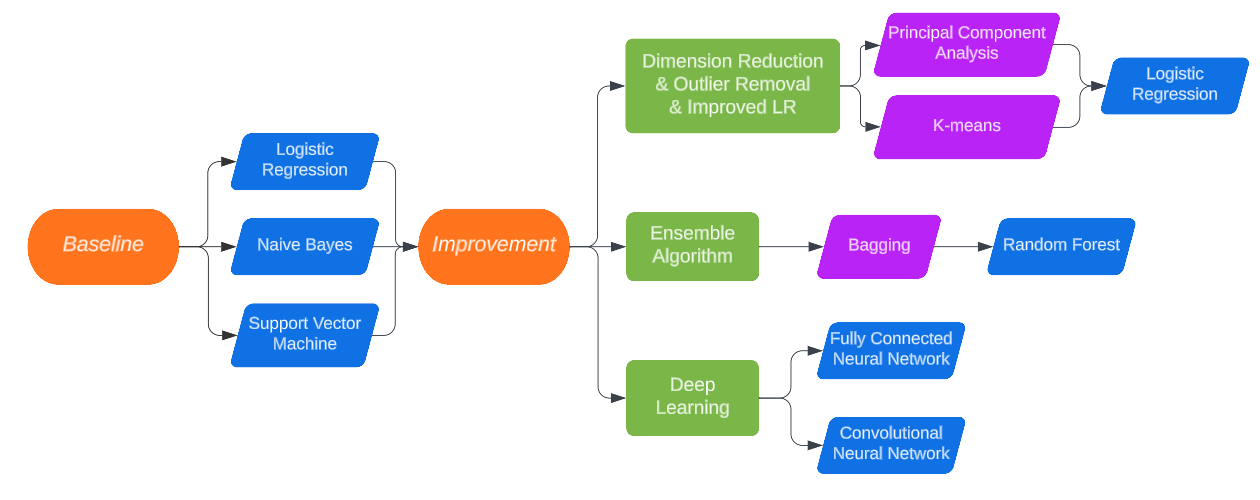 Baseline
Logistic
Regression
Naive Bayes
Support Vector
Machine
Improvement
Dimension Reduction
& Outlier Removal
& Improved LR
Principal Component
Analysis
K-means
Logistic
Regression
Ensemble
Algorithm
Bagging
Random Forest
Deep
Learning
Fully Connected
Neural Network
Convolutional
Neural Network